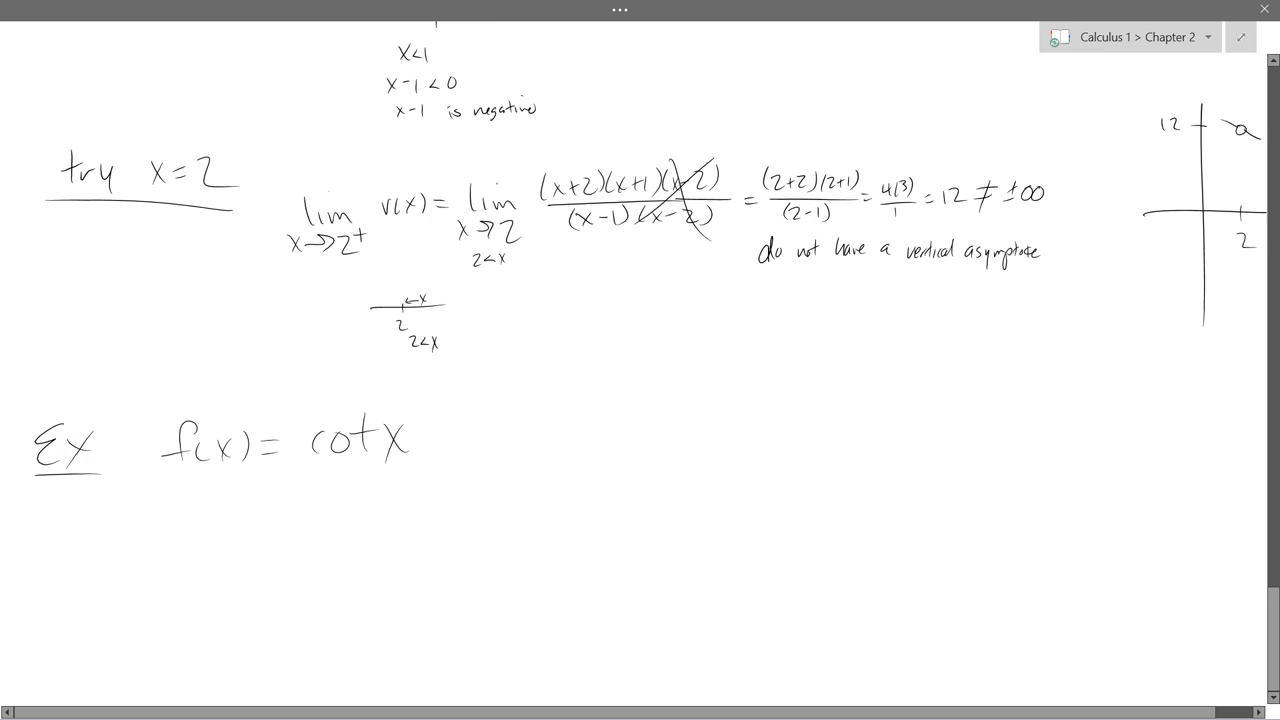 Calculus 1 > Chapter 2
x<1
x-1<0
x-1 is negative
12
2
try x=2
lim x→2⁺ r(x) = lim x→2 2<x (x+2)(x+1)(x-2) / (x-1)(x-2) = (2+2)(2+1) / (2-1) = 4(3) / 1 = 12 ≠ ±∞
do not have a vertical asymptote
←x
2
2<x
Ex f(x) = cot x